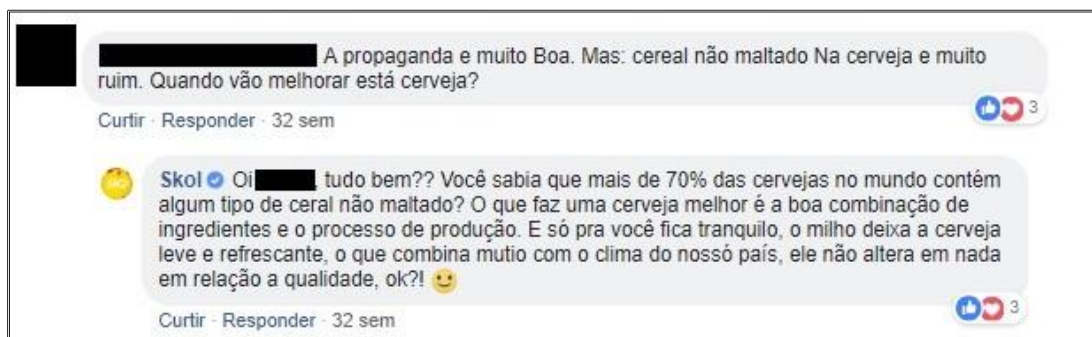 A propaganda e muito Boa. Mas: cereal não maltado Na cerveja e muito
ruim. Quando vão melhorar está cerveja?
3
Curtir · Responder · 32 sem
Skol Oi , tudo bem?? Você sabia que mais de 70% das cervejas no mundo contém
algum tipo de ceral não maltado? O que faz uma cerveja melhor é a boa combinação de
ingredientes e o processo de produção. E só pra você fica tranquilo, o milho deixa a cerveja
leve e refrescante, o que combina mutio com o clima do nossó país, ele não altera em nada
em relação a qualidade, ok?!
3
Curtir · Responder · 32 sem